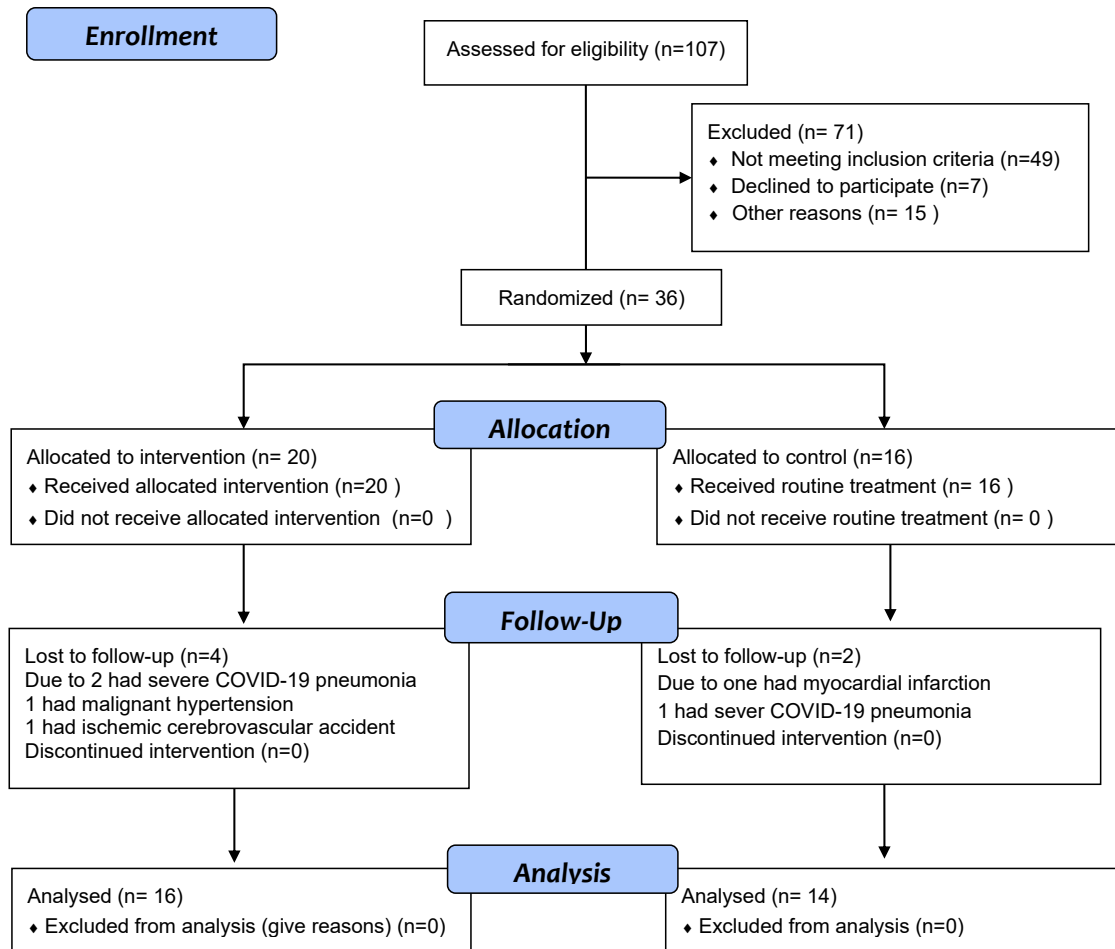 Enrollment
Assessed for eligibility (n=107)
Excluded (n= 71)
♦ Not meeting inclusion criteria (n=49)
♦ Declined to participate (n=7)
♦ Other reasons (n= 15 )
Randomized (n= 36)
Allocation
Allocated to intervention (n= 20)
♦ Received allocated intervention (n=20 )
♦ Did not receive allocated intervention (n=0 )
Allocated to control (n=16)
♦ Received routine treatment (n= 16 )
♦ Did not receive routine treatment (n= 0 )
Follow-Up
Lost to follow-up (n=4)
Due to 2 had severe COVID-19 pneumonia
1 had malignant hypertension
1 had ischemic cerebrovascular accident
Discontinued intervention (n=0)
Lost to follow-up (n=2)
Due to one had myocardial infarction
1 had sever COVID-19 pneumonia
Discontinued intervention (n=0)
Analysis
Analysed (n= 16)
♦ Excluded from analysis (give reasons) (n=0)
Analysed (n= 14)
♦ Excluded from analysis (n=0)